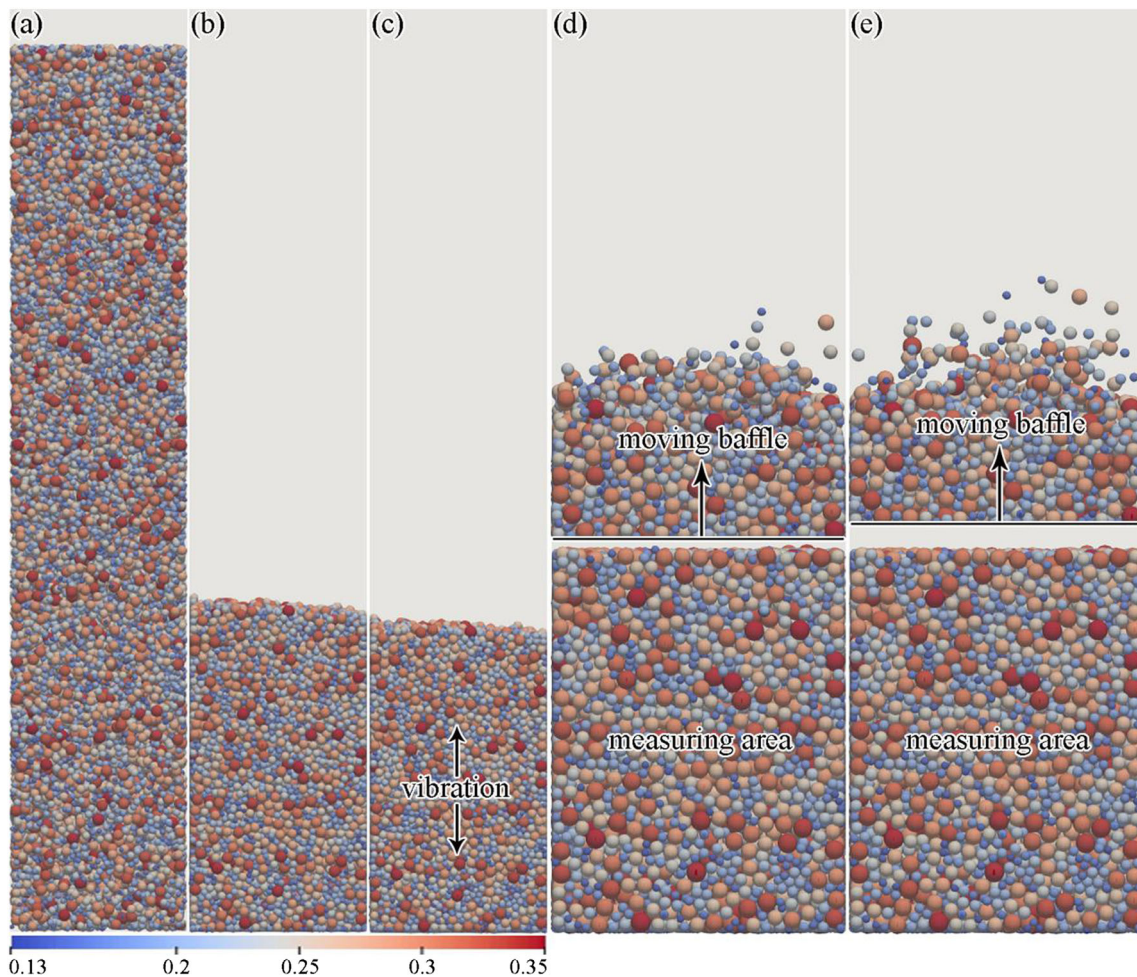 (a) (b) (c) (d) (e)
moving baffle moving baffle
measuring area measuring area
vibration
0.13 0.2 0.25 0.3 0.35